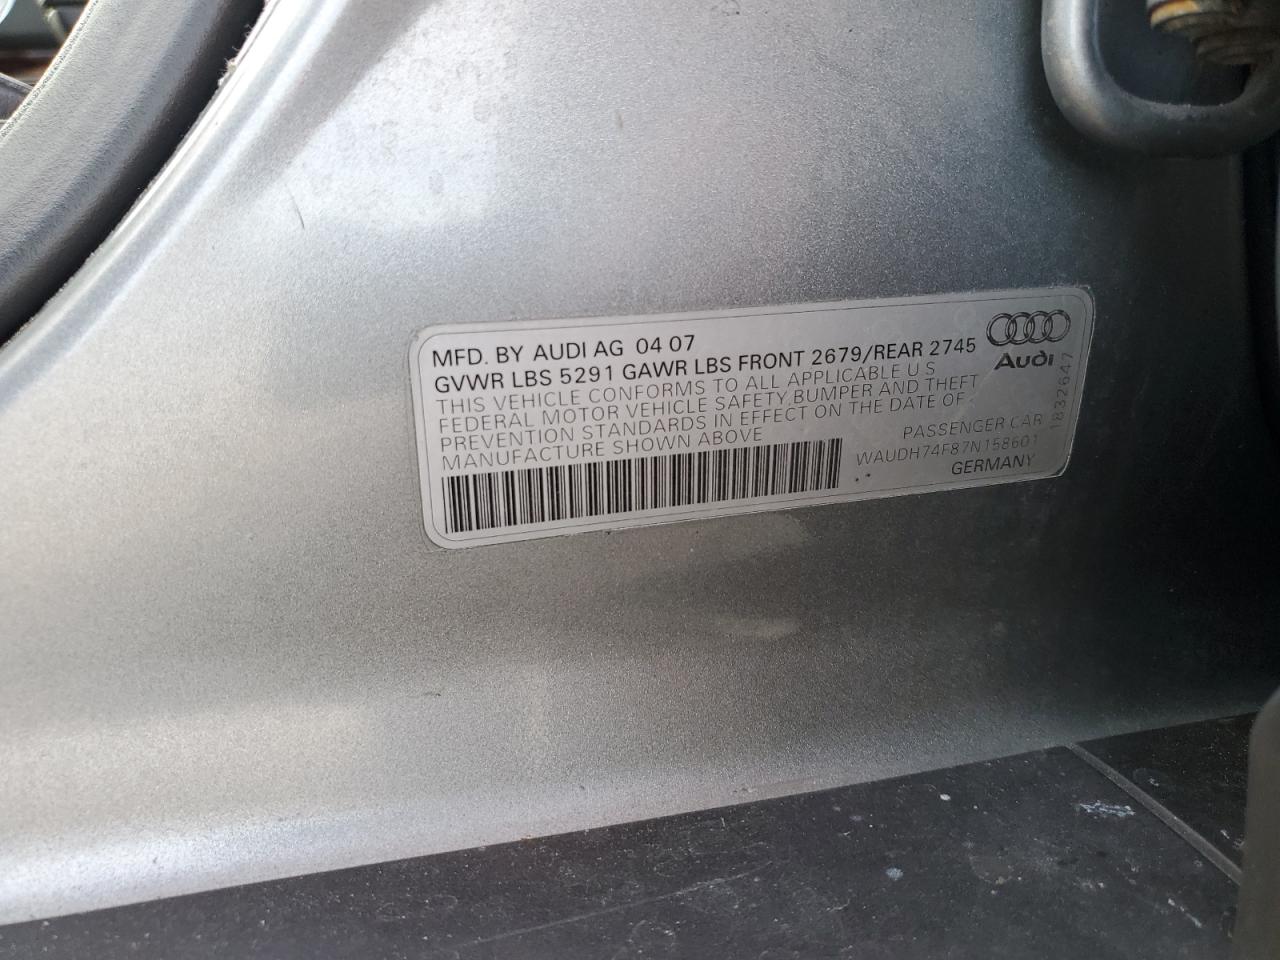 MFD. BY AUDI AG 04 07
GVWR LBS 5291 GAWR LBS FRONT 2679/REAR 2745
THIS VEHICLE CONFORMS TO ALL APPLICABLE U S
FEDERAL MOTOR VEHICLE SAFETY,BUMPER AND THEFT
PREVENTION STANDARDS IN EFFECT ON THE DATE OF
MANUFACTURE SHOWN ABOVE
PASSENGER CAR
WAUDH74F87N158601
GERMANY
Audi
1832647